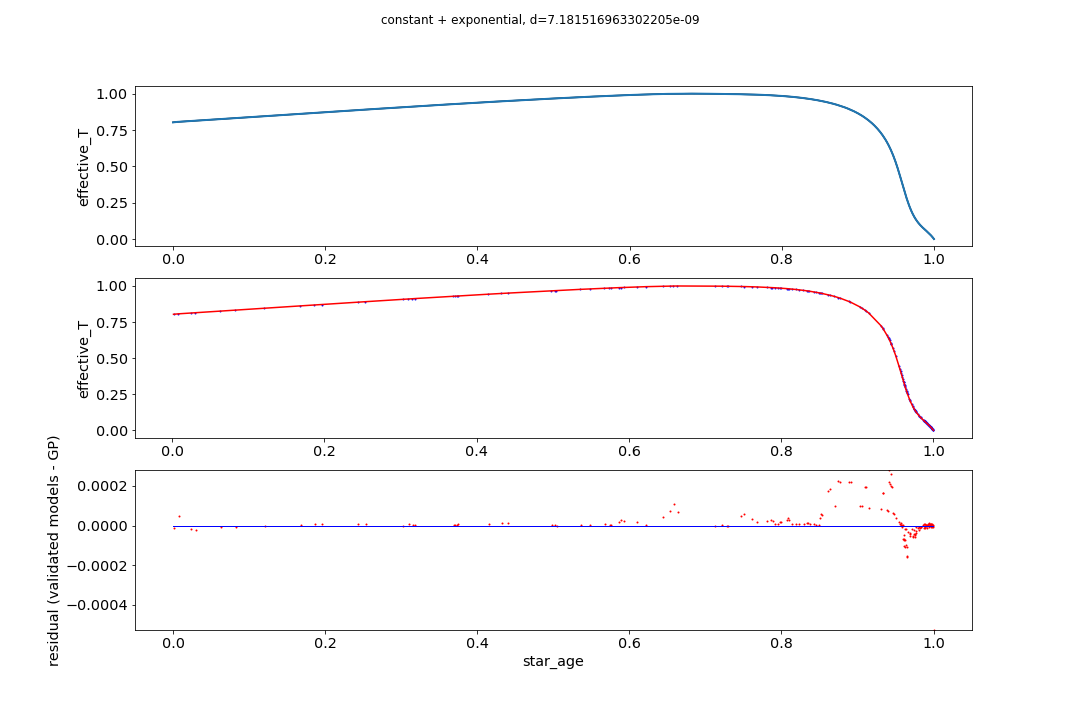 constant + exponential, d=7.181516963302205e-09
effective_T
1.00
0.75
0.50
0.25
0.00
0.0 0.2 0.4 0.6 0.8 1.0
effective_T
1.00
0.75
0.50
0.25
0.00
0.0 0.2 0.4 0.6 0.8 1.0
residual (validated models - GP)
0.0002
0.0000
−0.0002
−0.0004
0.0 0.2 0.4 0.6 0.8 1.0
star_age